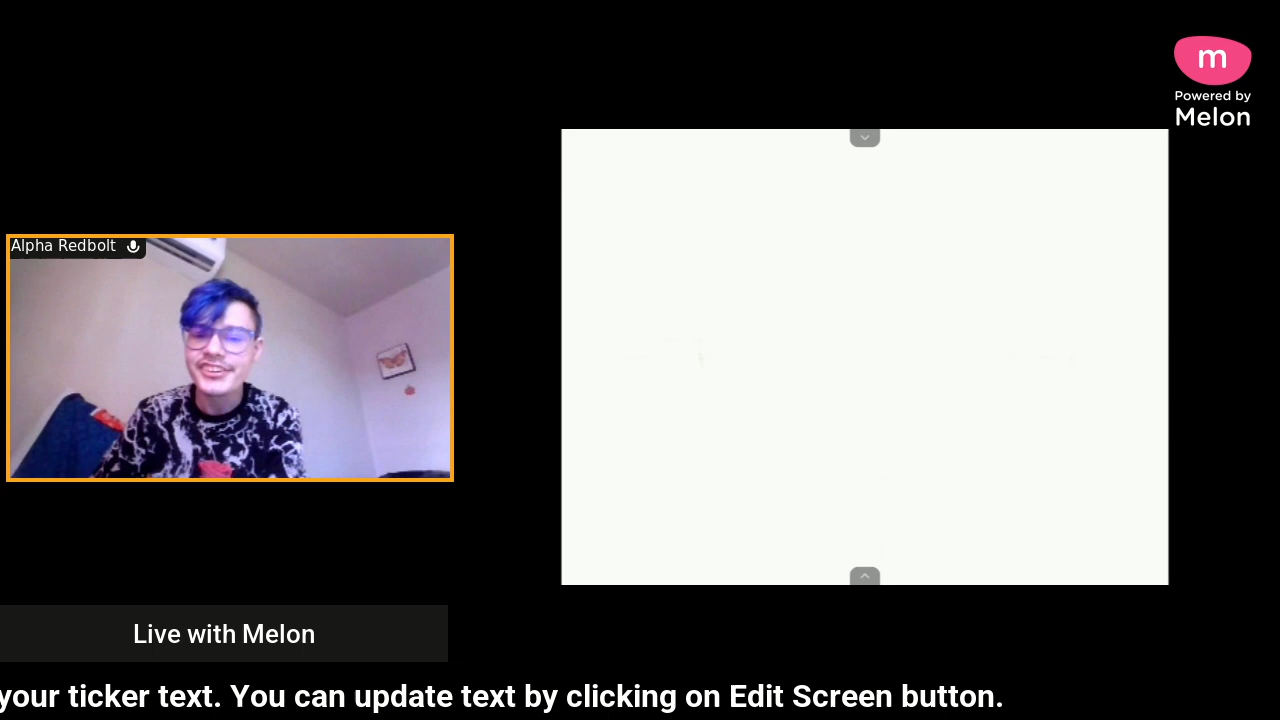 m
Powered by
Melon
Alpha Redbolt
Live with Melon
your ticker text. You can update text by clicking on Edit Screen button.